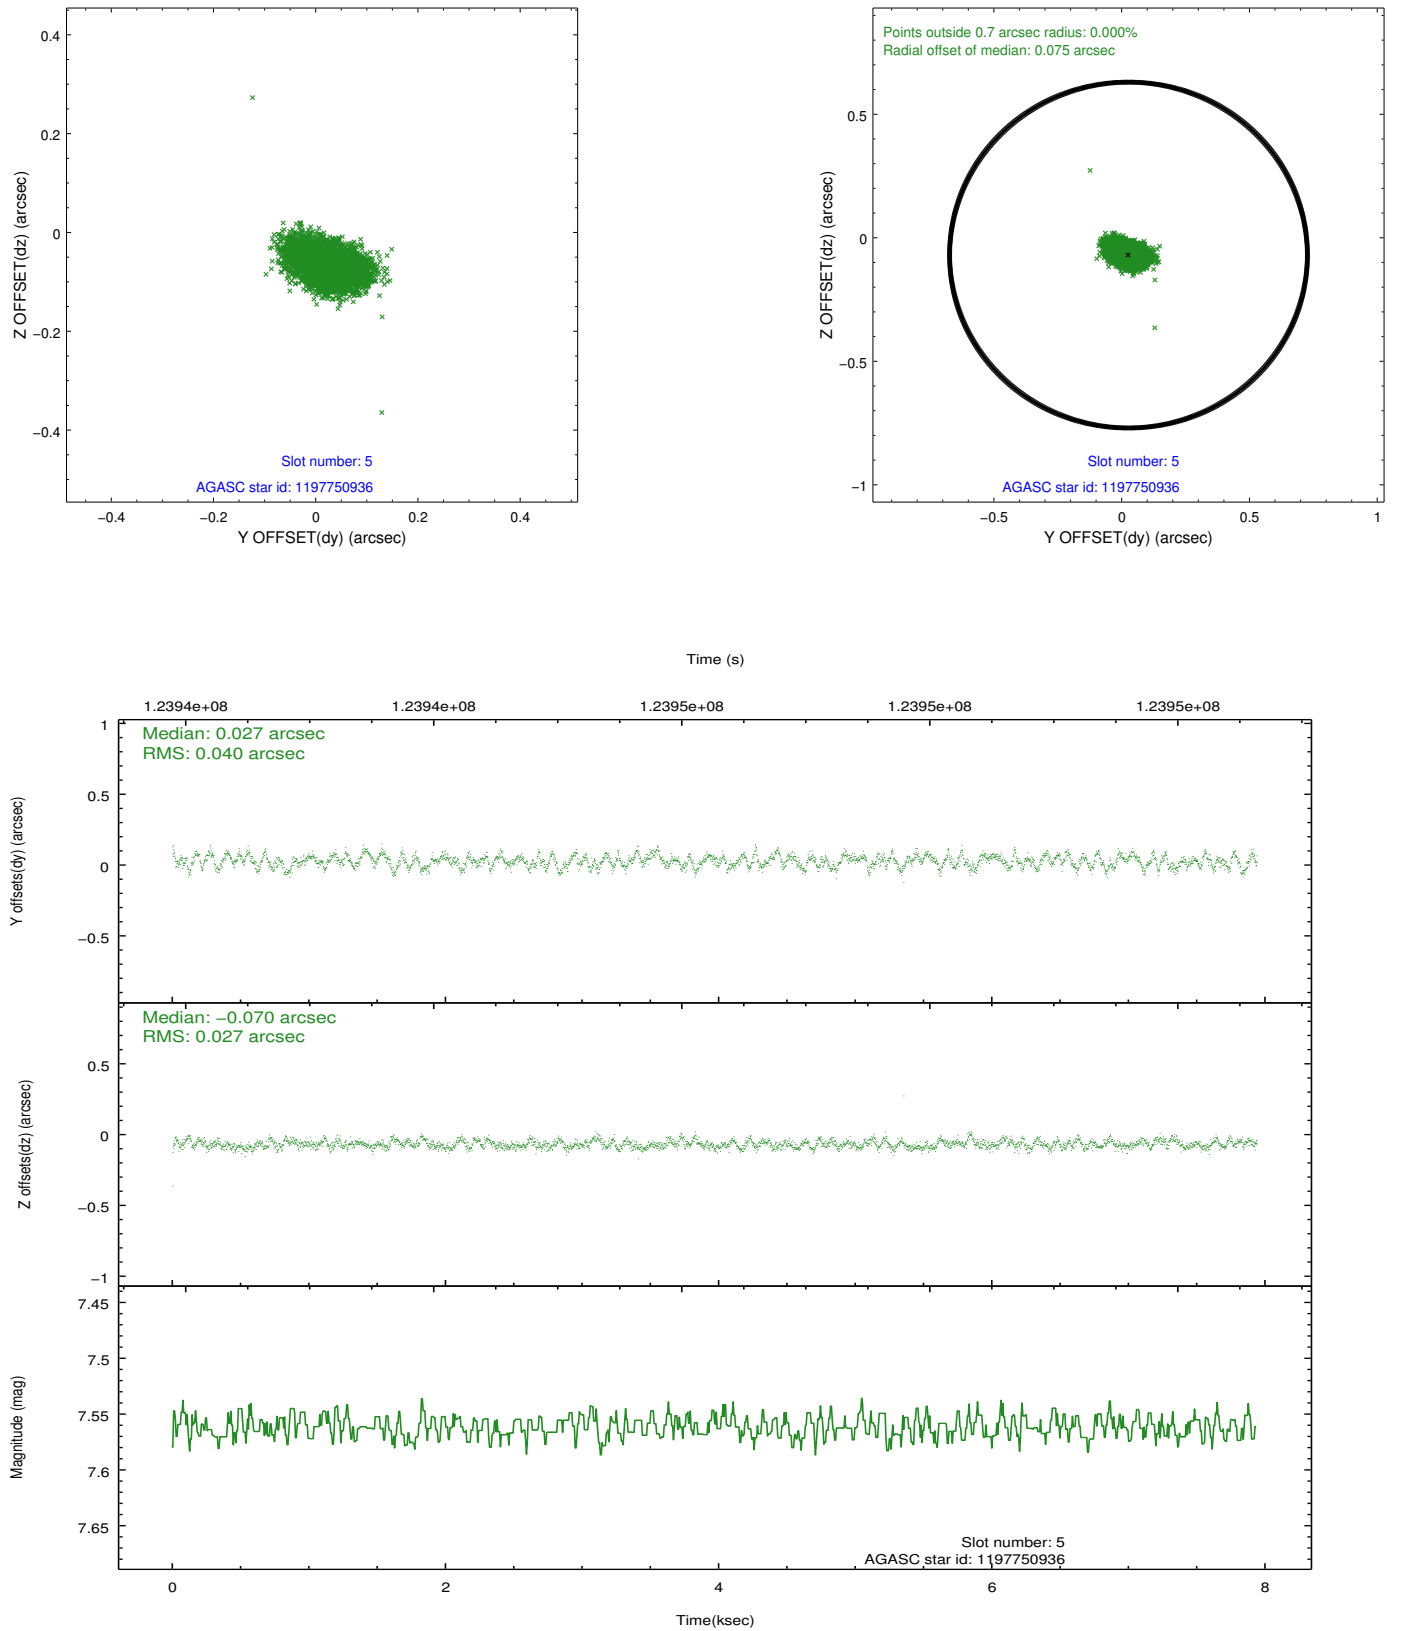 0.4
0.2
0
−0.2
−0.4
Z OFFSET(dz) (arcsec)
Slot number: 5
AGASC star id: 1197750936
−0.4 −0.2 0 0.2 0.4
Y OFFSET(dy) (arcsec)
Points outside 0.7 arcsec radius: 0.000%
Radial offset of median: 0.075 arcsec
0.5
0
−0.5
−1
Z OFFSET(dz) (arcsec)
Slot number: 5
AGASC star id: 1197750936
−0.5 0 0.5 1
Y OFFSET(dy) (arcsec)
Time (s)
1.2394e+08 1.2394e+08 1.2395e+08 1.2395e+08 1.2395e+08
Median: 0.027 arcsec
RMS: 0.040 arcsec
1
0.5
0
−0.5
Y offsets(dy) (arcsec)
Median: −0.070 arcsec
RMS: 0.027 arcsec
0.5
0
−0.5
−1
Z offsets(dz) (arcsec)
7.45
7.5
7.55
7.6
7.65
Magnitude (mag)
Slot number: 5
AGASC star id: 1197750936
0 2 4 6 8
Time(ksec)